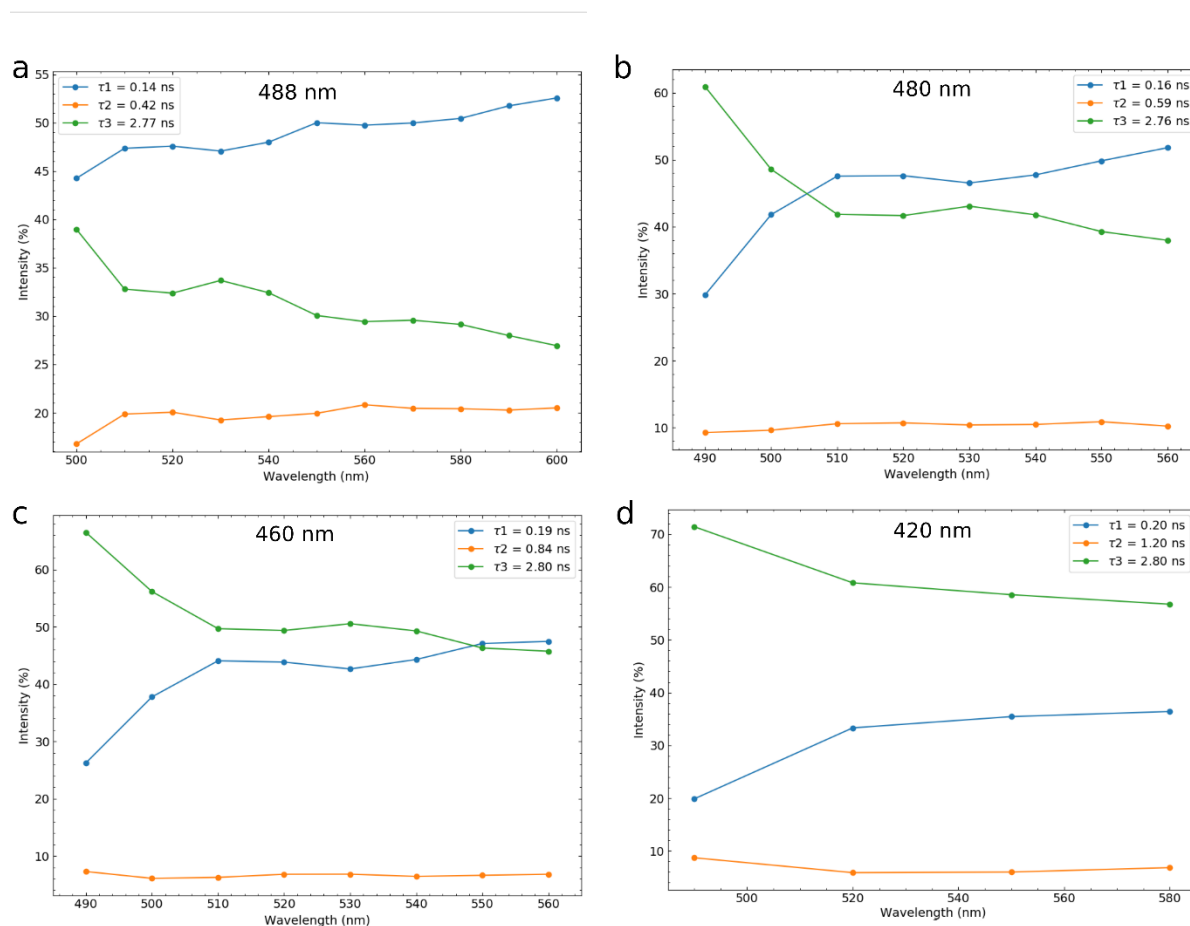 a
488 nm
τ1 = 0.14 ns
τ2 = 0.42 ns
τ3 = 2.77 ns
Intensity (%)
55
50
45
40
35
30
25
20
500 520 540 560 580 600
Wavelength (nm)
b
480 nm
τ1 = 0.16 ns
τ2 = 0.59 ns
τ3 = 2.76 ns
Intensity (%)
60
50
40
30
20
10
490 500 510 520 530 540 550 560
Wavelength (nm)
c
460 nm
τ1 = 0.19 ns
τ2 = 0.84 ns
τ3 = 2.80 ns
Intensity (%)
60
50
40
30
20
10
490 500 510 520 530 540 550 560
Wavelength (nm)
d
420 nm
τ1 = 0.20 ns
τ2 = 1.20 ns
τ3 = 2.80 ns
Intensity (%)
70
60
50
40
30
20
10
500 520 540 560 580
Wavelength (nm)